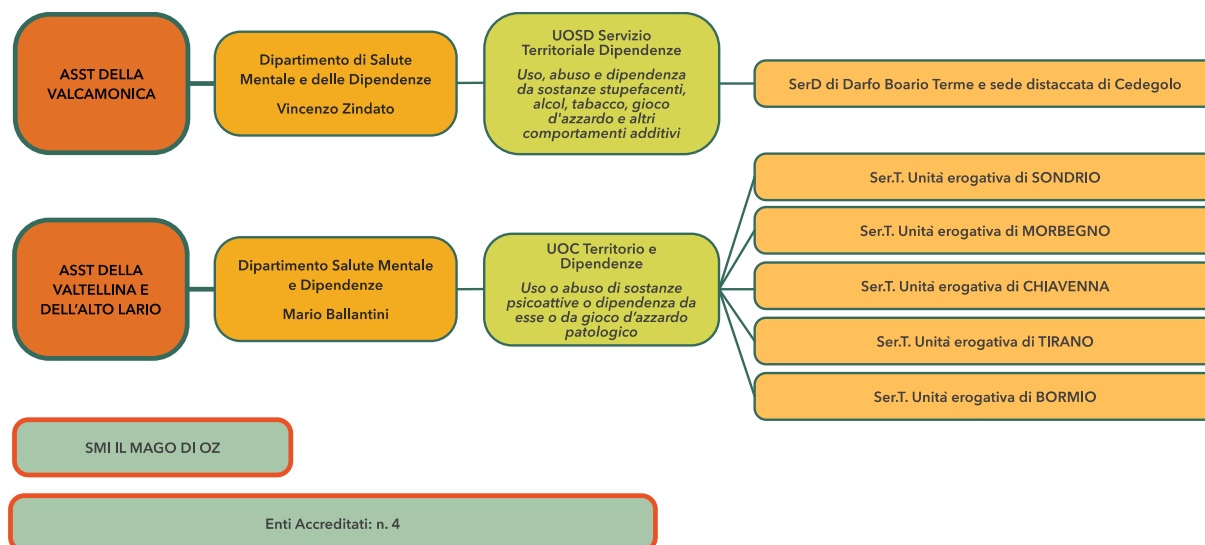 ASST DELLA
VALCAMONICA
Dipartimento di Salute
Mentale e delle Dipendenze
Vincenzo Zindato
UOSD Servizio
Territoriale Dipendenze
Uso, abuso e dipendenza
da sostanze stupefacenti,
alcol, tabacco, gioco
d'azzardo e altri
comportamenti additivi
SerD di Darfo Boario Terme e sede distaccata di Cedegolo
ASST DELLA
VALTELLINA E
DELL'ALTO LARIO
Dipartimento Salute Mentale
e Dipendenze
Mario Ballantini
UOC Territorio e
Dipendenze
Uso o abuso di sostanze
psicoattive o dipendenza da
esse o da gioco d'azzardo
patologico
Ser.T. Unità erogativa di SONDRIO
Ser.T. Unità erogativa di MORBEGNO
Ser.T. Unità erogativa di CHIAVENNA
Ser.T. Unità erogativa di TIRANO
Ser.T. Unità erogativa di BORMIO
SMI IL MAGO DI OZ
Enti Accreditati: n. 4